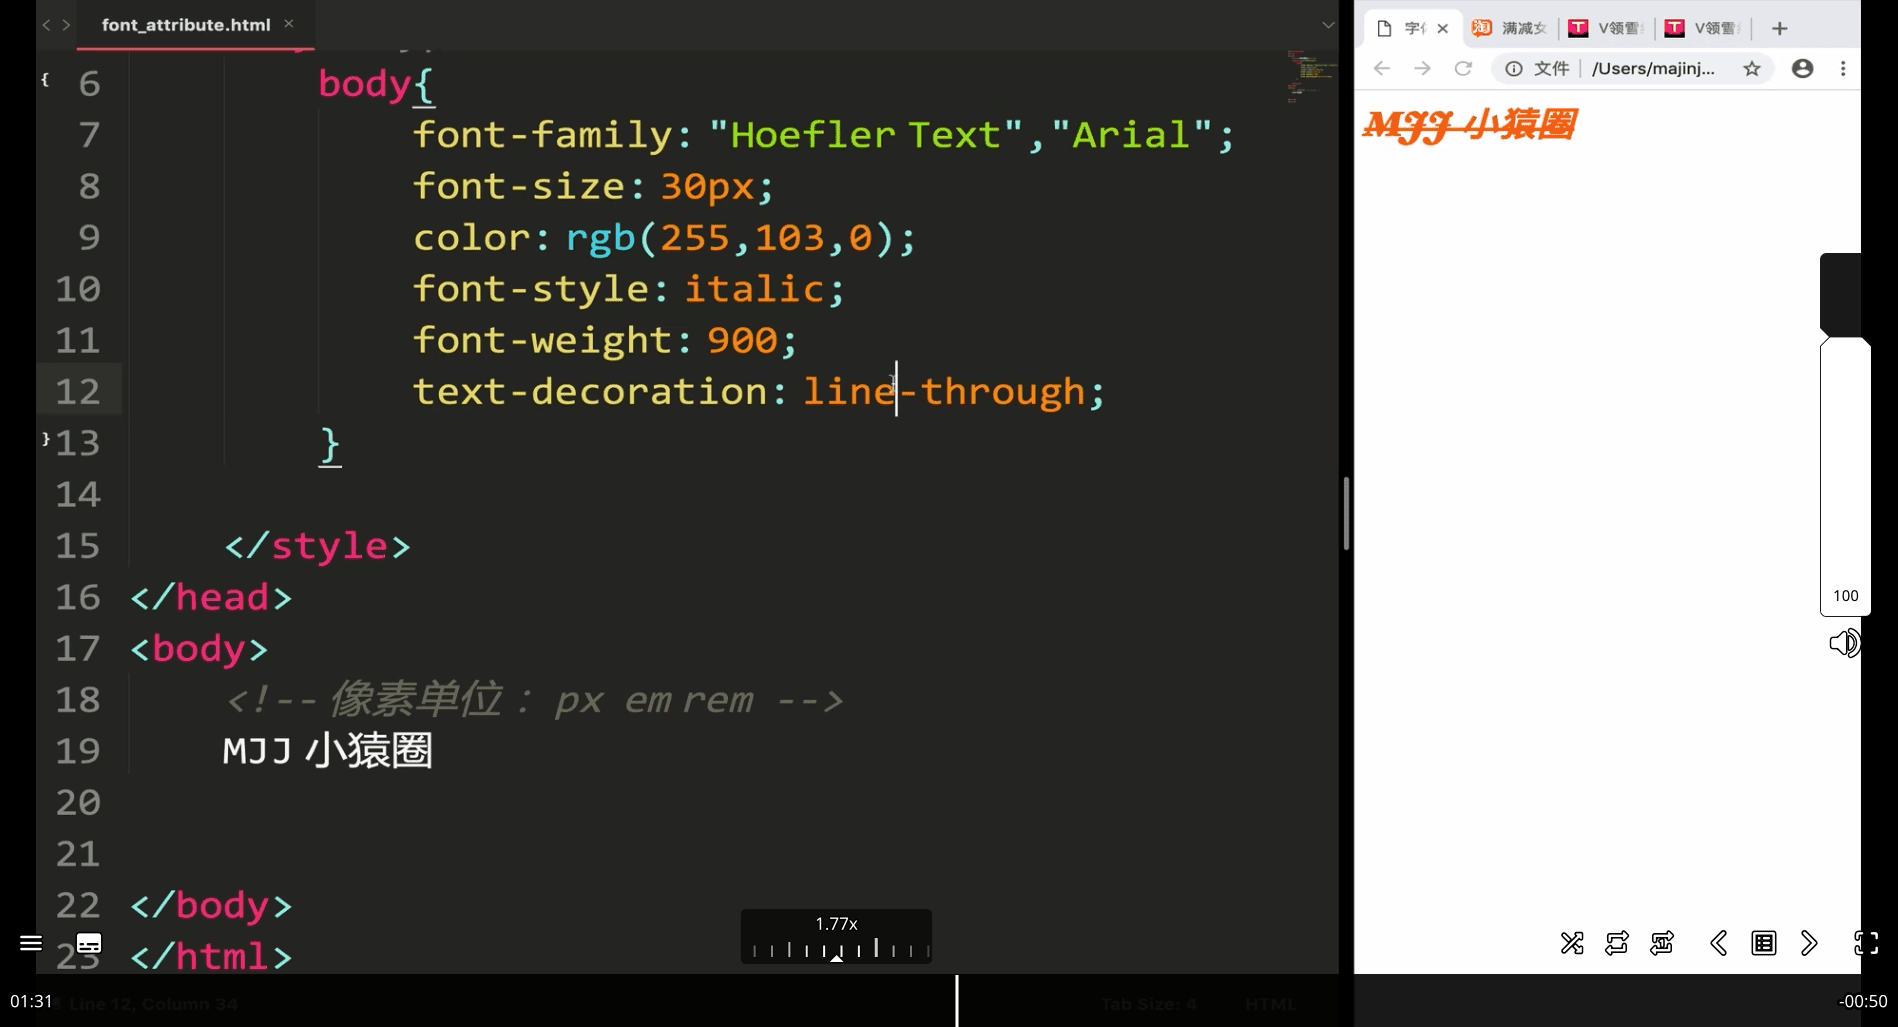 font_attribute.html ×
6 body{
7 font-family: "Hoefler Text","Arial";
8 font-size: 30px;
9 color: rgb(255,103,0);
10 font-style: italic;
11 font-weight: 900;
12 text-decoration: line-through;
13 }
14
15 </style>
16 </head>
17 <body>
18 <!-- 像素单位： px em rem -->
19 MJJ 小猿圈
20
21
22 </body>
23 </html>
Line 12, Column 34
Tab Size: 4 HTML
满减女 V领雪 V领雪
文件 /Users/majinj...
MJJ 小猿圈
100
1.77x
01:31
-00:50